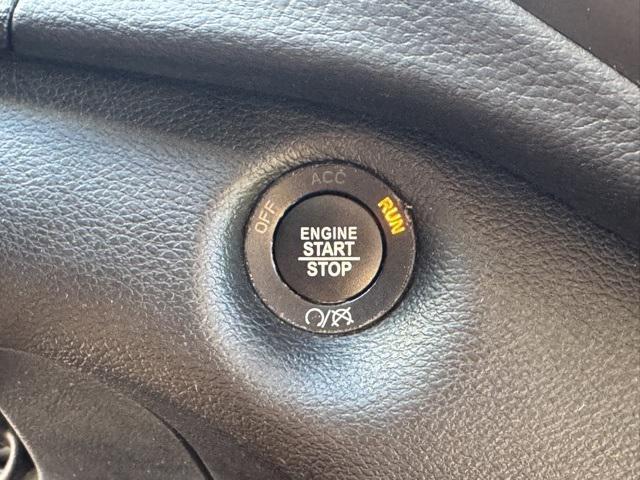 ACC
OFF
RUN
ENGINE
START
STOP